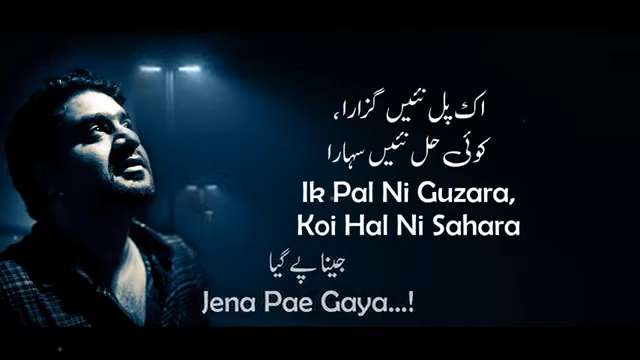 اک پل نئیں گزارا،
کوئی حل نئیں سہارا
Ik Pal Ni Guzara,
Koi Hal Ni Sahara
جینا پے گیا
Jena Pae Gaya...!